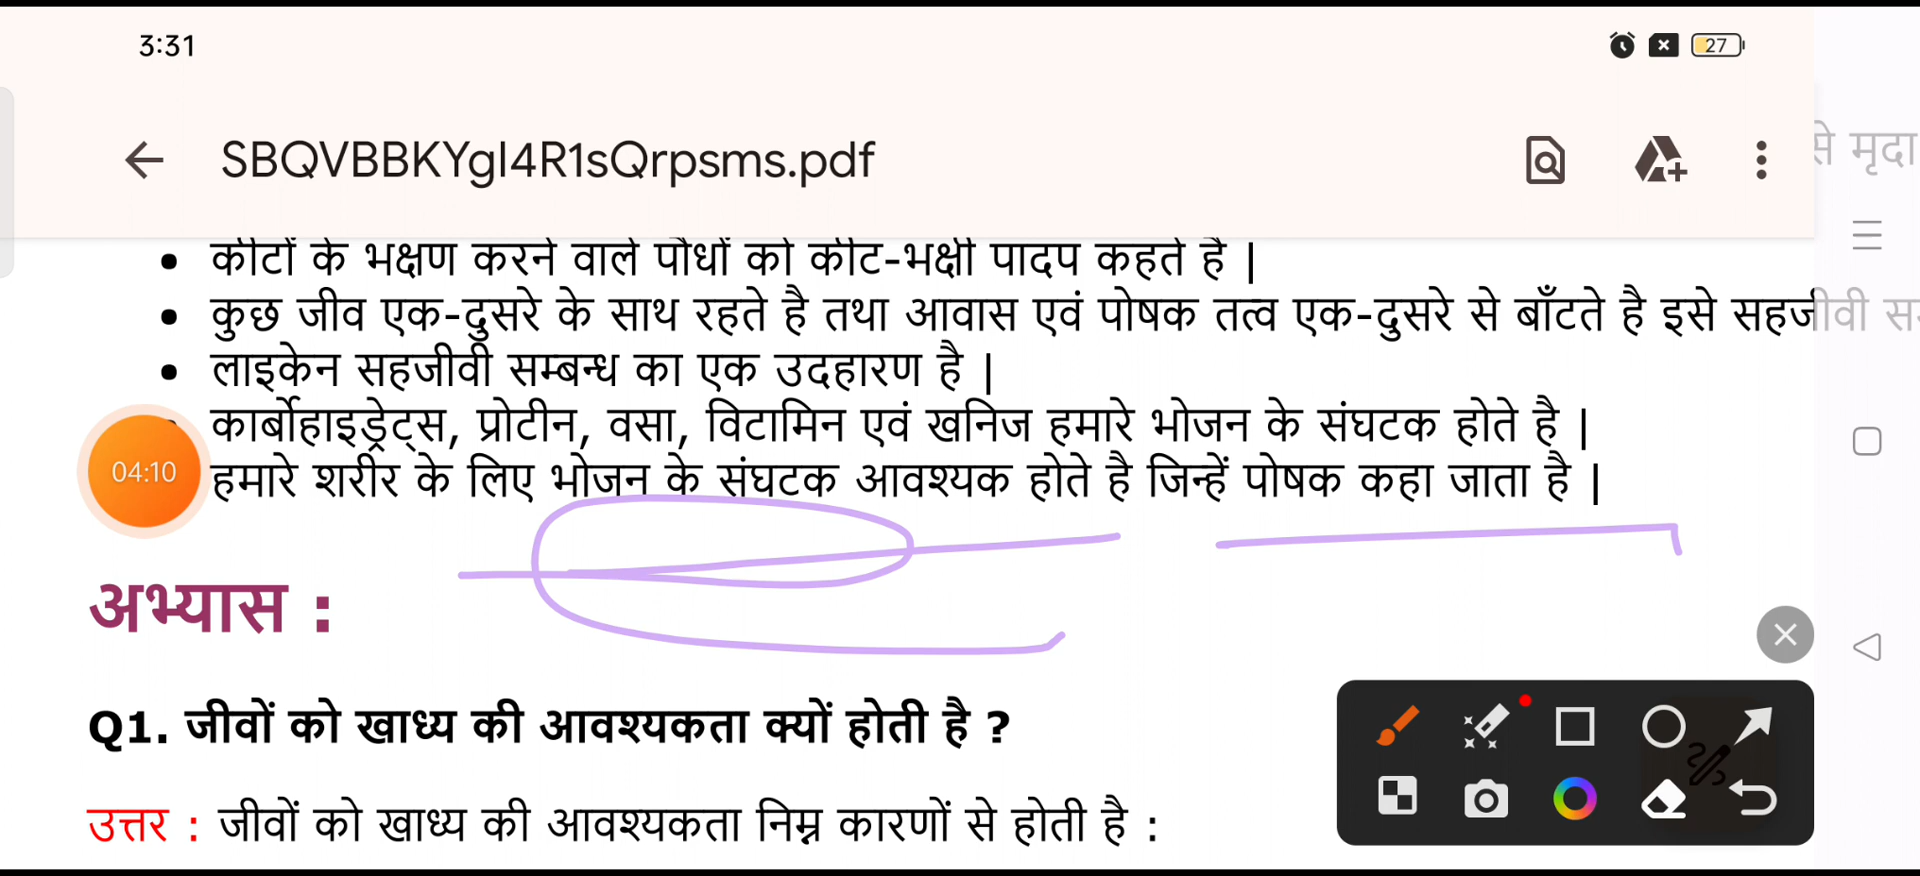 3:31
27
SBQVBBKYgI4R1sQrpsms.pdf
से मृदा
• कीटों के भक्षण करने वाले पौधों को कीट-भक्षी पादप कहते है |
• कुछ जीव एक-दुसरे के साथ रहते है तथा आवास एवं पोषक तत्व एक-दुसरे से बाँटते है इसे सहजीवी
• लाइकेन सहजीवी सम्बन्ध का एक उदहारण है |
कार्बोहाइड्रेट्स, प्रोटीन, वसा, विटामिन एवं खनिज हमारे भोजन के संघटक होते है |
04:10
हमारे शरीर के लिए भोजन के संघटक आवश्यक होते है जिन्हें पोषक कहा जाता है |
अभ्यास :
Q1. जीवों को खाध्य की आवश्यकता क्यों होती है ?
उत्तर : जीवों को खाध्य की आवश्यकता निम्न कारणों से होती है :